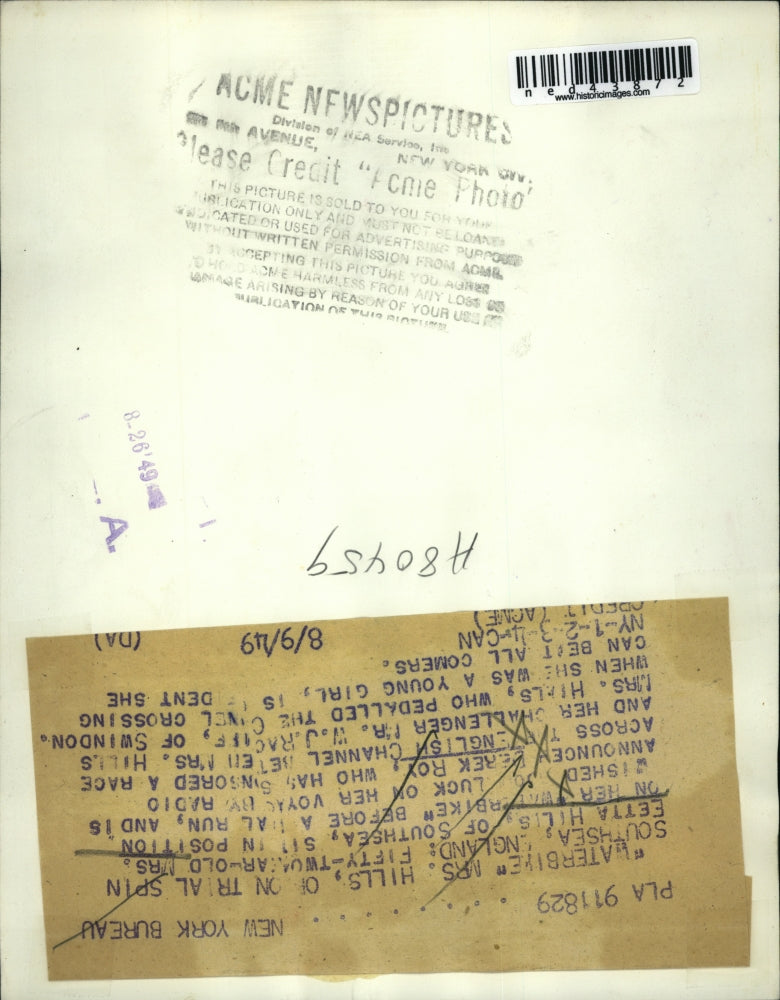 ned43872
www.historicimages.com
ACME NEWSPICTURES
Division of NEA Service, Inc.
AVENUE, NEW YORK CITY
Please Credit "Acme Photo"
THIS PICTURE IS SOLD TO YOU FOR YOUR
PUBLICATION ONLY AND MUST NOT BE LOANED
SYNDICATED OR USED FOR ADVERTISING PURPOSES
WITHOUT WRITTEN PERMISSION FROM ACME.
BY ACCEPTING THIS PICTURE YOU AGREE
TO HOLD ACME HARMLESS FROM ANY LOSS OR
DAMAGE ARISING BY REASON OF YOUR USE
PUBLICATION OF THIS PICTURE.
8-26'49
A.
H80459
PLA 911829 . . . . . . . NEW YORK BUREAU
"WATERBIKE" MRS. HILLS, ON TRIAL SPIN
SOUTHSEA, ENGLAND: FIFTY-TWO YEAR-OLD MRS.
EETTA HILLS, OF SOUTHSEA, SITS IN POSITION
ON HER "WATERBIKE" BEFORE A TRIAL RUN, AND IS
WISHED LUCK ON HER VOYAGE BY RADIO
ANNOUNCER DEREK ROY, WHO HAS SPONSORED A RACE
ACROSS THE ENGLISH CHANNEL BETWEEN MRS. HILLS
AND HER CHALLENGER MR. W.J. RACIFF, OF SWINDON.
MRS. HILLS, WHO PEDALLED THE CHANNEL CROSSING
WHEN SHE WAS A YOUNG GIRL, IS CONFIDENT SHE
CAN BEAT ALL COMERS.
NY-1-2-3-4-CAN
CREDIT (ACME) 8/9/49 (DA)